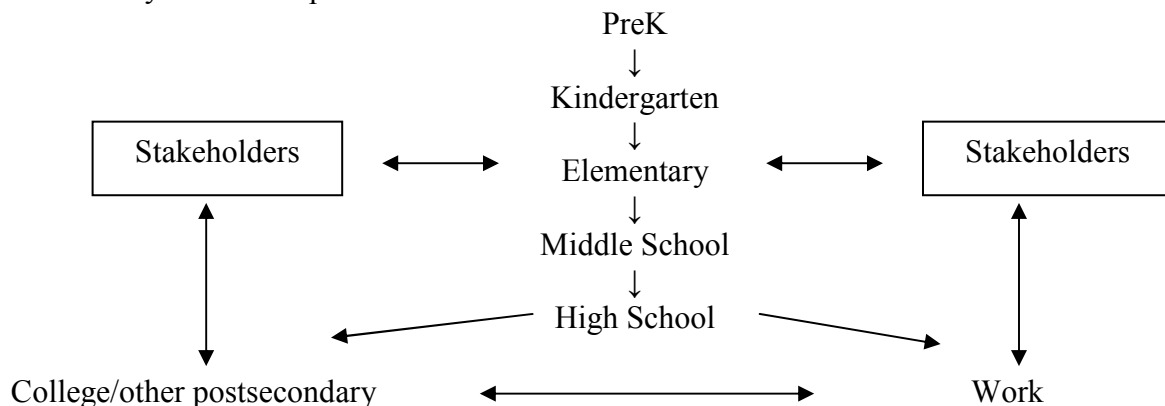 PreK
↓
Kindergarten
↓
Stakeholders
Stakeholders
Elementary
↓
Middle School
↓
High School
College/other postsecondary
Work